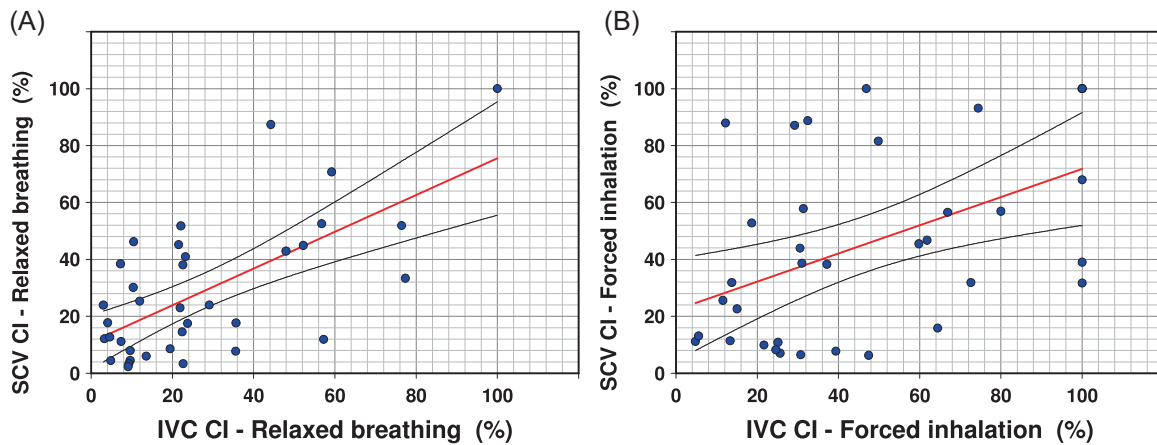 (A)
SCV CI - Relaxed breathing (%)
100
80
60
40
20
0
0 20 40 60 80 100
IVC CI - Relaxed breathing (%)
(B)
SCV CI - Forced inhalation (%)
100
80
60
40
20
0
0 20 40 60 80 100
IVC CI - Forced inhalation (%)